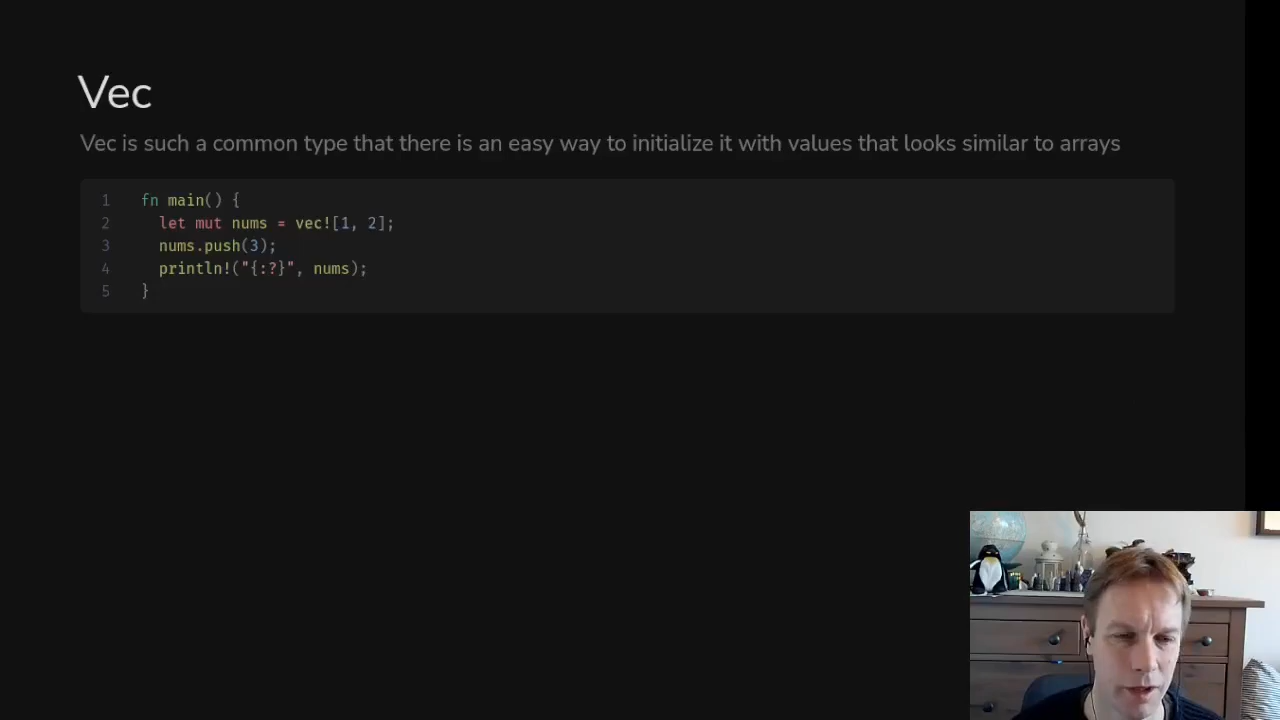 Vec
Vec is such a common type that there is an easy way to initialize it with values that looks similar to arrays
1 fn main() {
2   let mut nums = vec![1, 2];
3   nums.push(3);
4   println!("{:?}", nums);
5 }